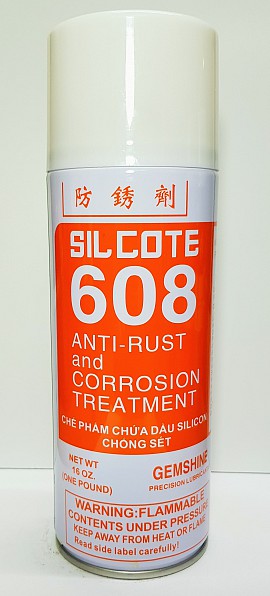 防銹劑
SILCOTE
608
ANTI-RUST
and
CORROSION
TREATMENT
CHẾ PHẨM CHỨA DẦU SILICON
CHỐNG SÉT
NET WT
16 OZ.
(ONE POUND)
GEMSHINE
PRECISION
WARNING:FLAMMABLE
CONTENTS UNDER PRESSURE
KEEP AWAY FROM HEAT OR FLAME
Read side label carefully!